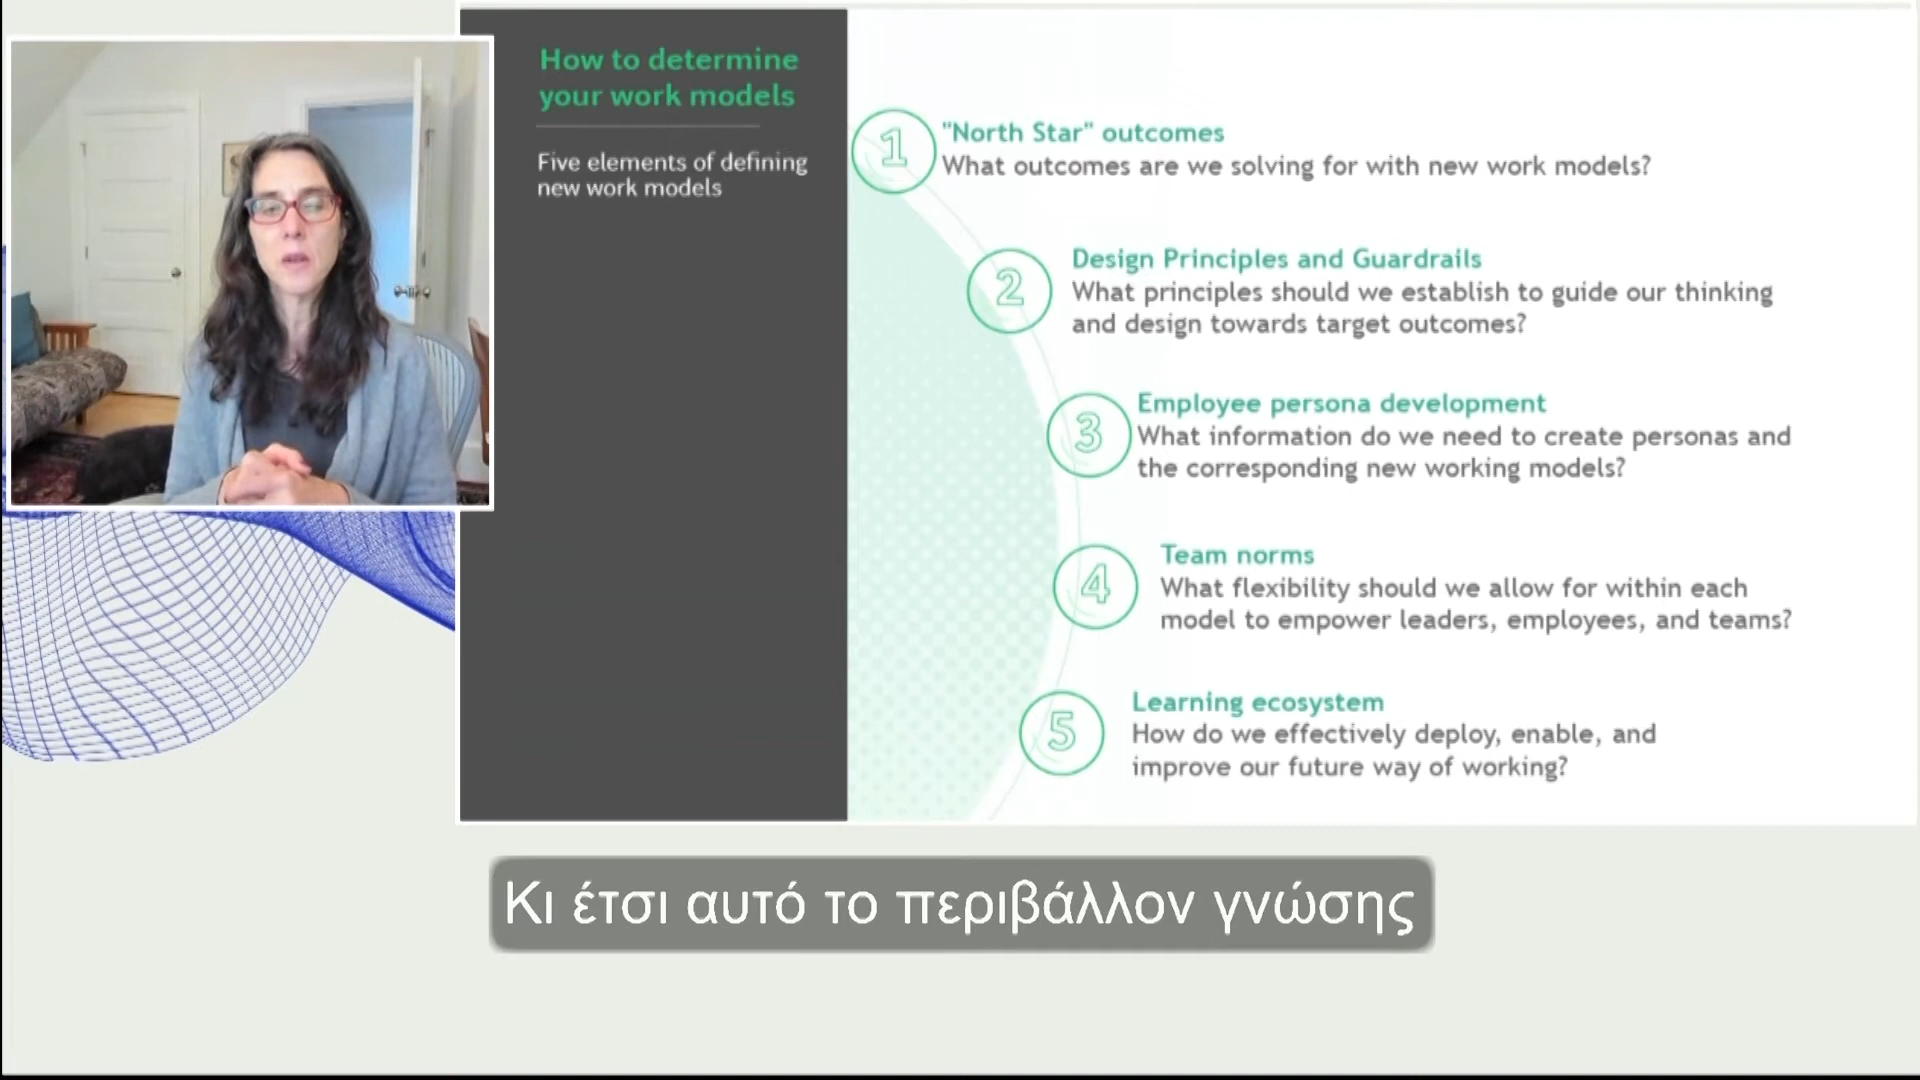 How to determine
your work models
Five elements of defining
new work models
1
"North Star" outcomes
What outcomes are we solving for with new work models?
2
Design Principles and Guardrails
What principles should we establish to guide our thinking
and design towards target outcomes?
3
Employee persona development
What information do we need to create personas and
the corresponding new working models?
4
Team norms
What flexibility should we allow for within each
model to empower leaders, employees, and teams?
5
Learning ecosystem
How do we effectively deploy, enable, and
improve our future way of working?
Κι έτσι αυτό το περιβάλλον γνώσης